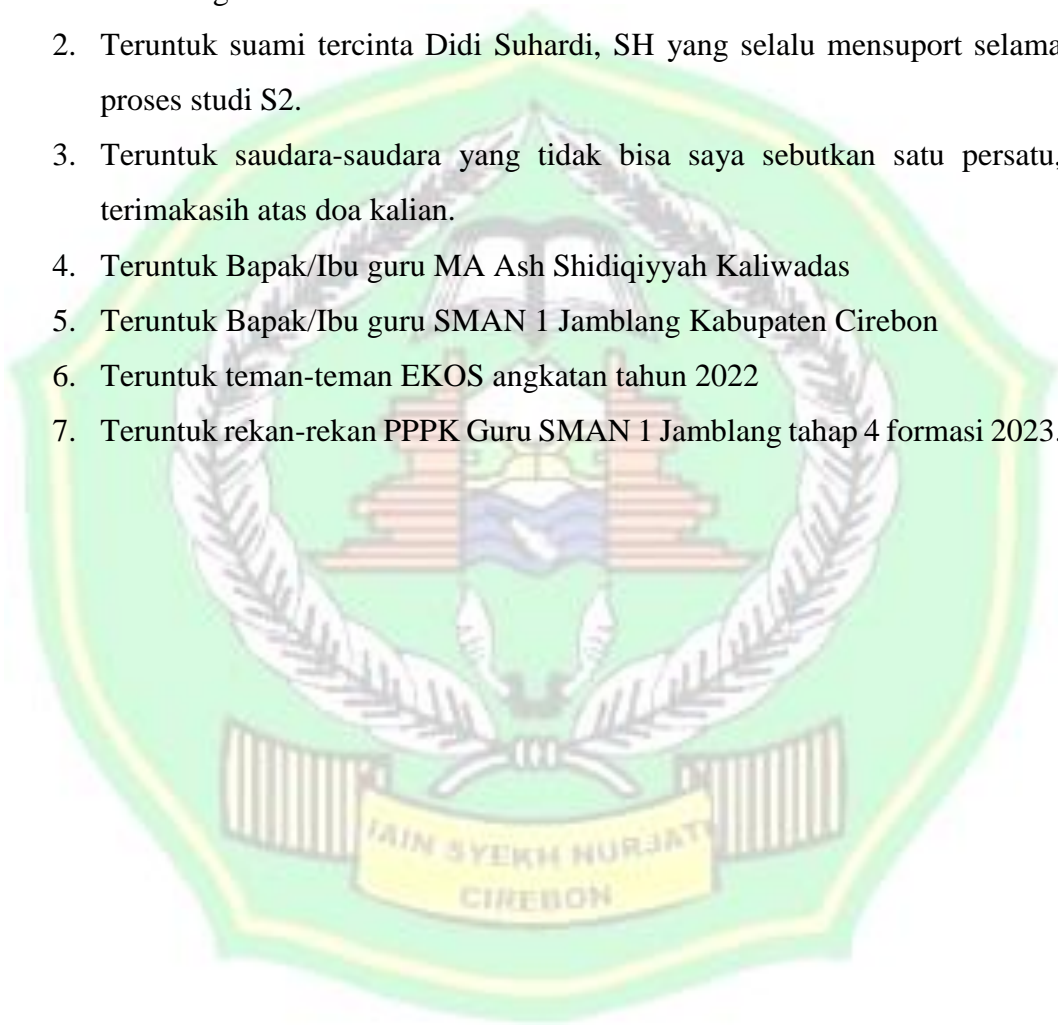 2. Teruntuk suami tercinta Didi Suhardi, SH yang selalu mensuport selama
proses studi S2.
3. Teruntuk saudara-saudara yang tidak bisa saya sebutkan satu persatu,
terimakasih atas doa kalian.
4. Teruntuk Bapak/Ibu guru MA Ash Shidiqiyyah Kaliwadas
5. Teruntuk Bapak/Ibu guru SMAN 1 Jamblang Kabupaten Cirebon
6. Teruntuk teman-teman EKOS angkatan tahun 2022
7. Teruntuk rekan-rekan PPPK Guru SMAN 1 Jamblang tahap 4 formasi 2023.
IAIN SYEKH NURJATI
CIREBON